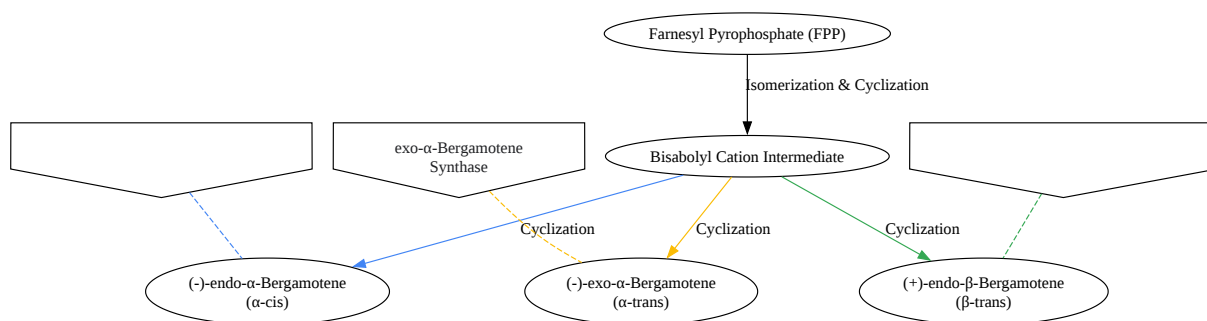 Farnesyl Pyrophosphate (FPP)
Isomerization & Cyclization
exo-α-Bergamotene
Synthase
Bisabolyl Cation Intermediate
Cyclization
Cyclization
Cyclization
(-)-endo-α-Bergamotene
(α-cis)
(-)-exo-α-Bergamotene
(α-trans)
(+)-endo-β-Bergamotene
(β-trans)